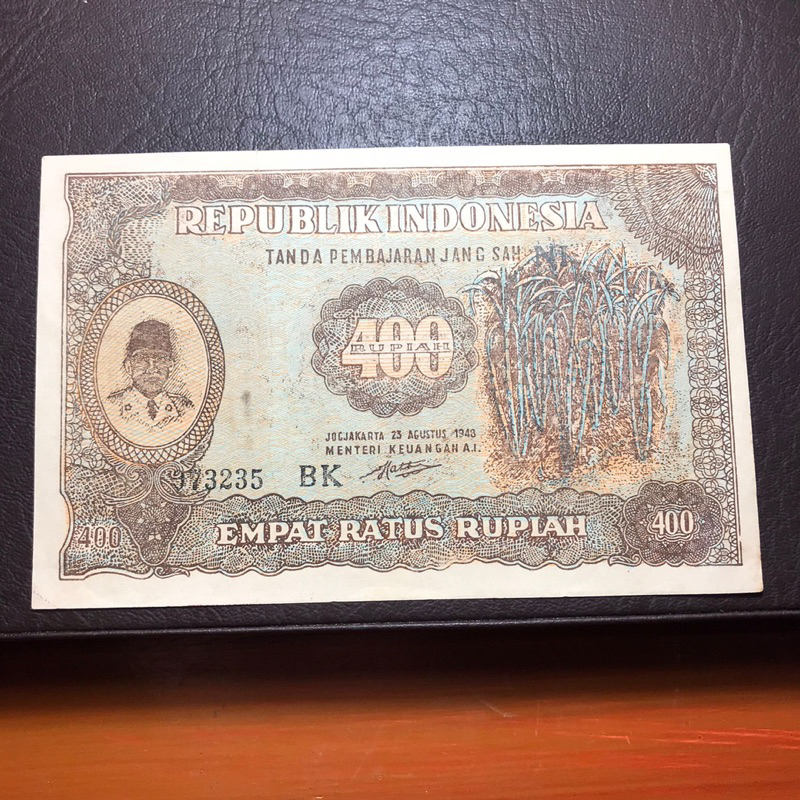 REPUBLIK INDONESIA
TANDA PEMBAJARAN JANG SAH
400
RUPIAH
JOGJAKARTA 23 AGUSTUS 1948
MENTERI KEUANGAN A.I.
973235 BK
Hatta
400
EMPAT RATUS RUPIAH
400